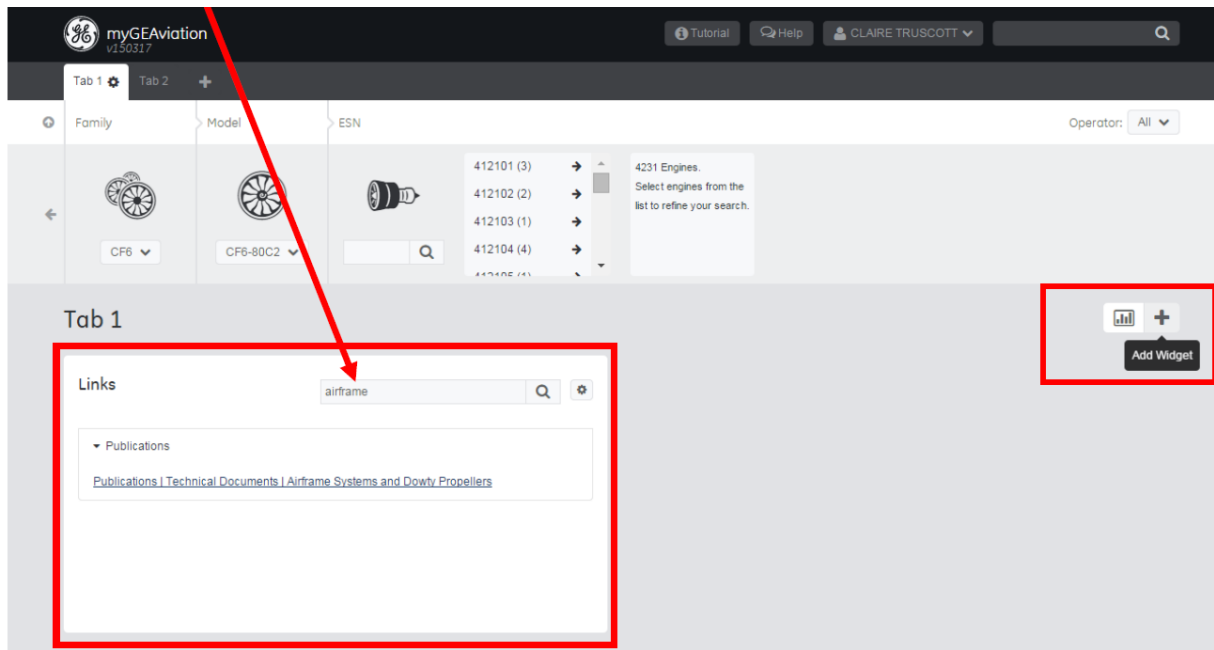 myGEAviation
v150317
Tutorial Help CLAIRE TRUSCOTT
Tab 1 Tab 2
Family Model ESN Operator: All
412101 (3)
412102 (2)
412103 (1)
412104 (4)
412105 (1)
4231 Engines.
Select engines from the
list to refine your search.
CF6 CF6-80C2
Tab 1
Add Widget
Links airframe
Publications
Publications | Technical Documents | Airframe Systems and Dowty Propellers